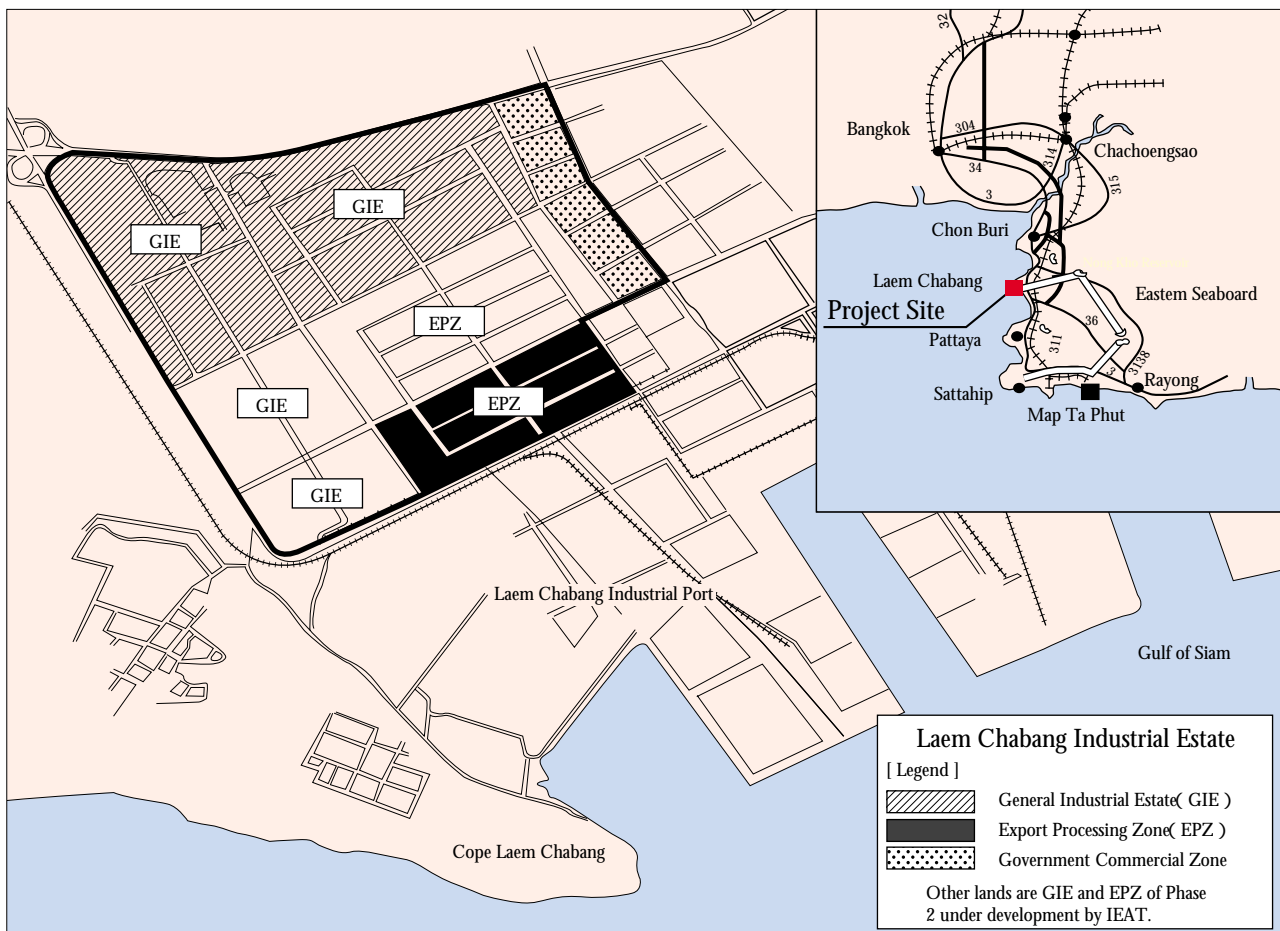 GIE
GIE
EPZ
EPZ
GIE
GIE
Laem Chabang Industrial Port
Cope Laem Chabang
Gulf of Siam
32
Bangkok
304
314
Chachoengsao
34
315
3
Chon Buri
Laem Chabang
Project Site
Eastern Seaboard
36
Pattaya
311
3
3138
Rayong
Sattahip
Map Ta Phut
Laem Chabang Industrial Estate
[ Legend ]
General Industrial Estate( GIE )
Export Processing Zone( EPZ )
Government Commercial Zone
Other lands are GIE and EPZ of Phase
2 under development by IEAT.